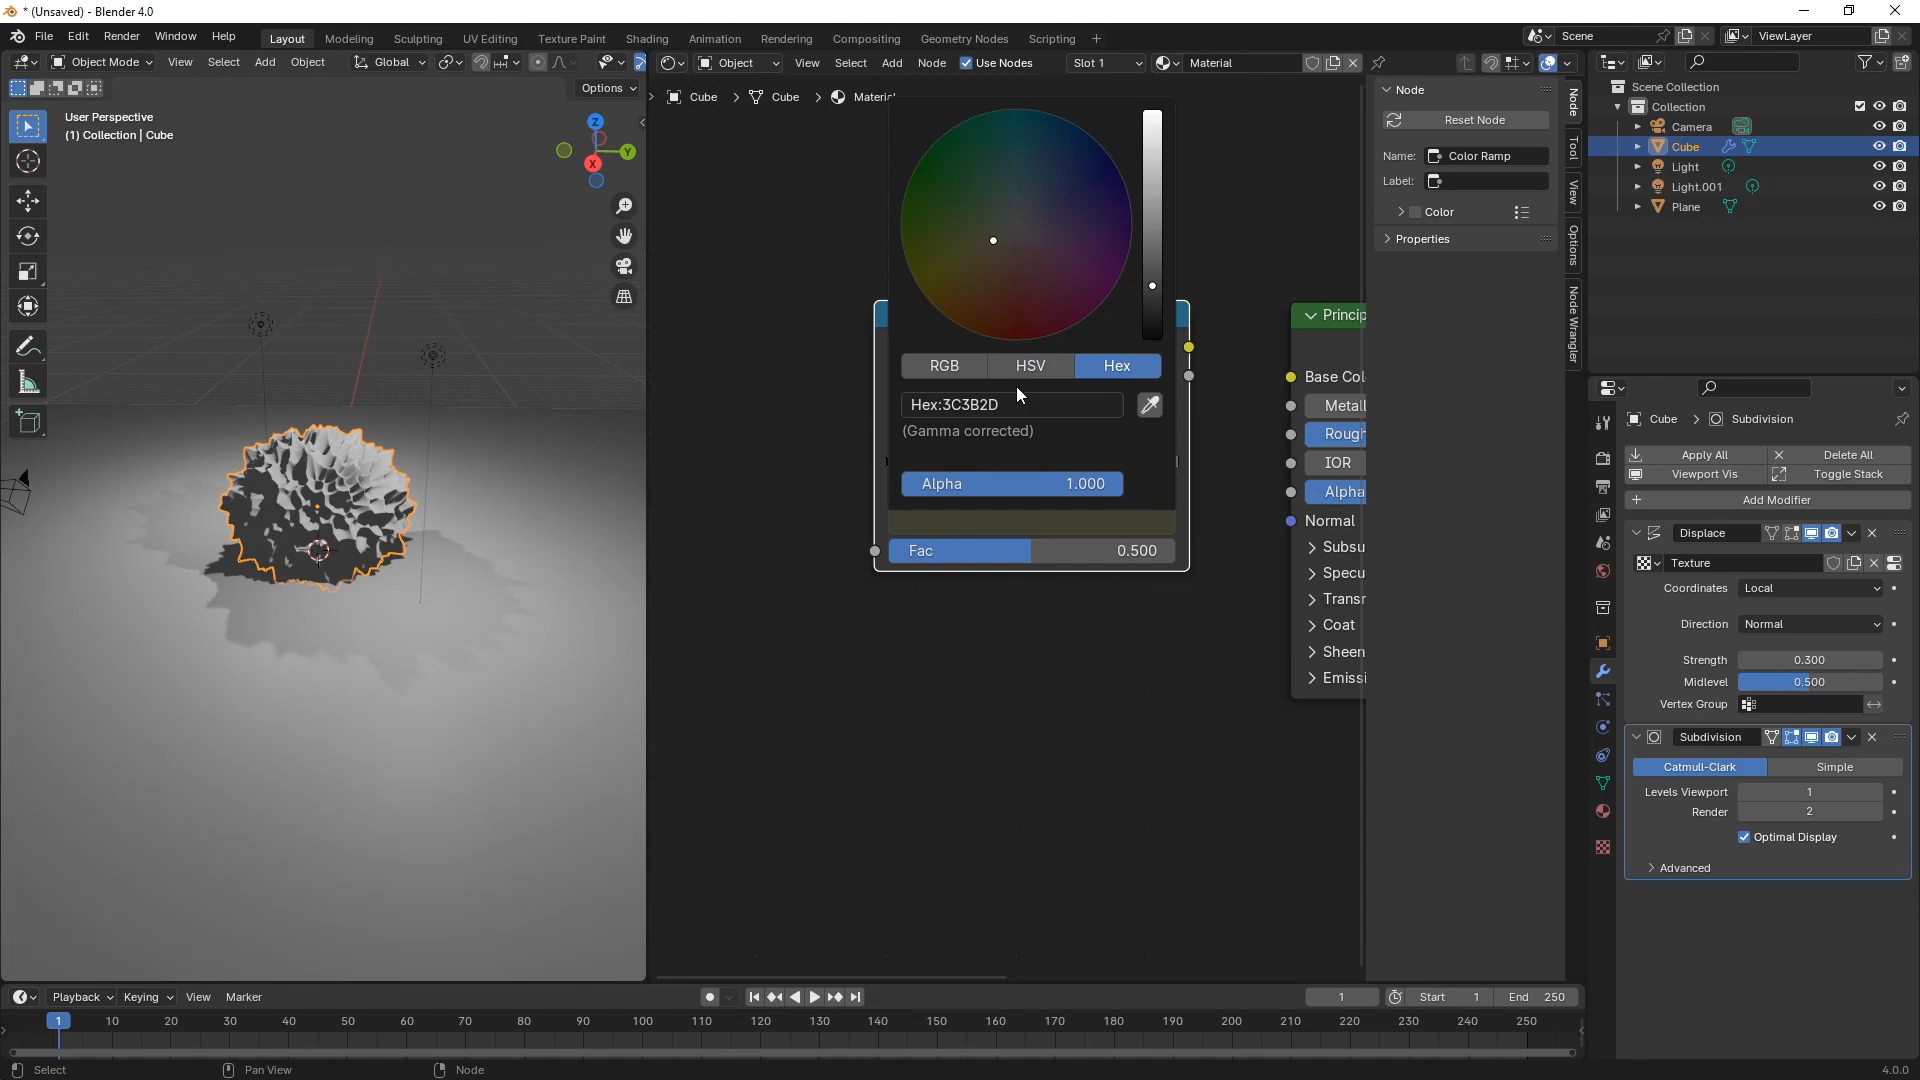 * (Unsaved) - Blender 4.0
File Edit Render Window Help Layout Modeling Sculpting UV Editing Texture Paint Shading Animation Rendering Compositing Geometry Nodes Scripting + Scene ViewLayer
Object Mode View Select Add Object Global Object View Select Add Node Use Nodes Slot 1 Material
Options
Cube > Cube > Material
User Perspective
(1) Collection | Cube
Z
Y
X
RGB HSV Hex
Hex:3C3B2D
(Gamma corrected)
Alpha 1.000
Fac 0.500
Princip
Base Col
Metall
Rough
IOR
Alpha
Normal
Subsu
Specu
Transm
Coat
Sheen
Emissi
Node
Reset Node
Name: Color Ramp
Label:
Color
Properties
Node
Tool
View
Options
Node Wrangler
Scene Collection
Collection
Camera
Cube
Light
Light.001
Plane
Cube > Subdivision
Apply All Delete All
Viewport Vis Toggle Stack
Add Modifier
Displace
Texture
Coordinates Local
Direction Normal
Strength 0.300
Midlevel 0.500
Vertex Group
Subdivision
Catmull-Clark Simple
Levels Viewport 1
Render 2
Optimal Display
Advanced
Playback Keying View Marker 1 Start 1 End 250
1 10 20 30 40 50 60 70 80 90 100 110 120 130 140 150 160 170 180 190 200 210 220 230 240 250
Select Pan View Node 4.0.0